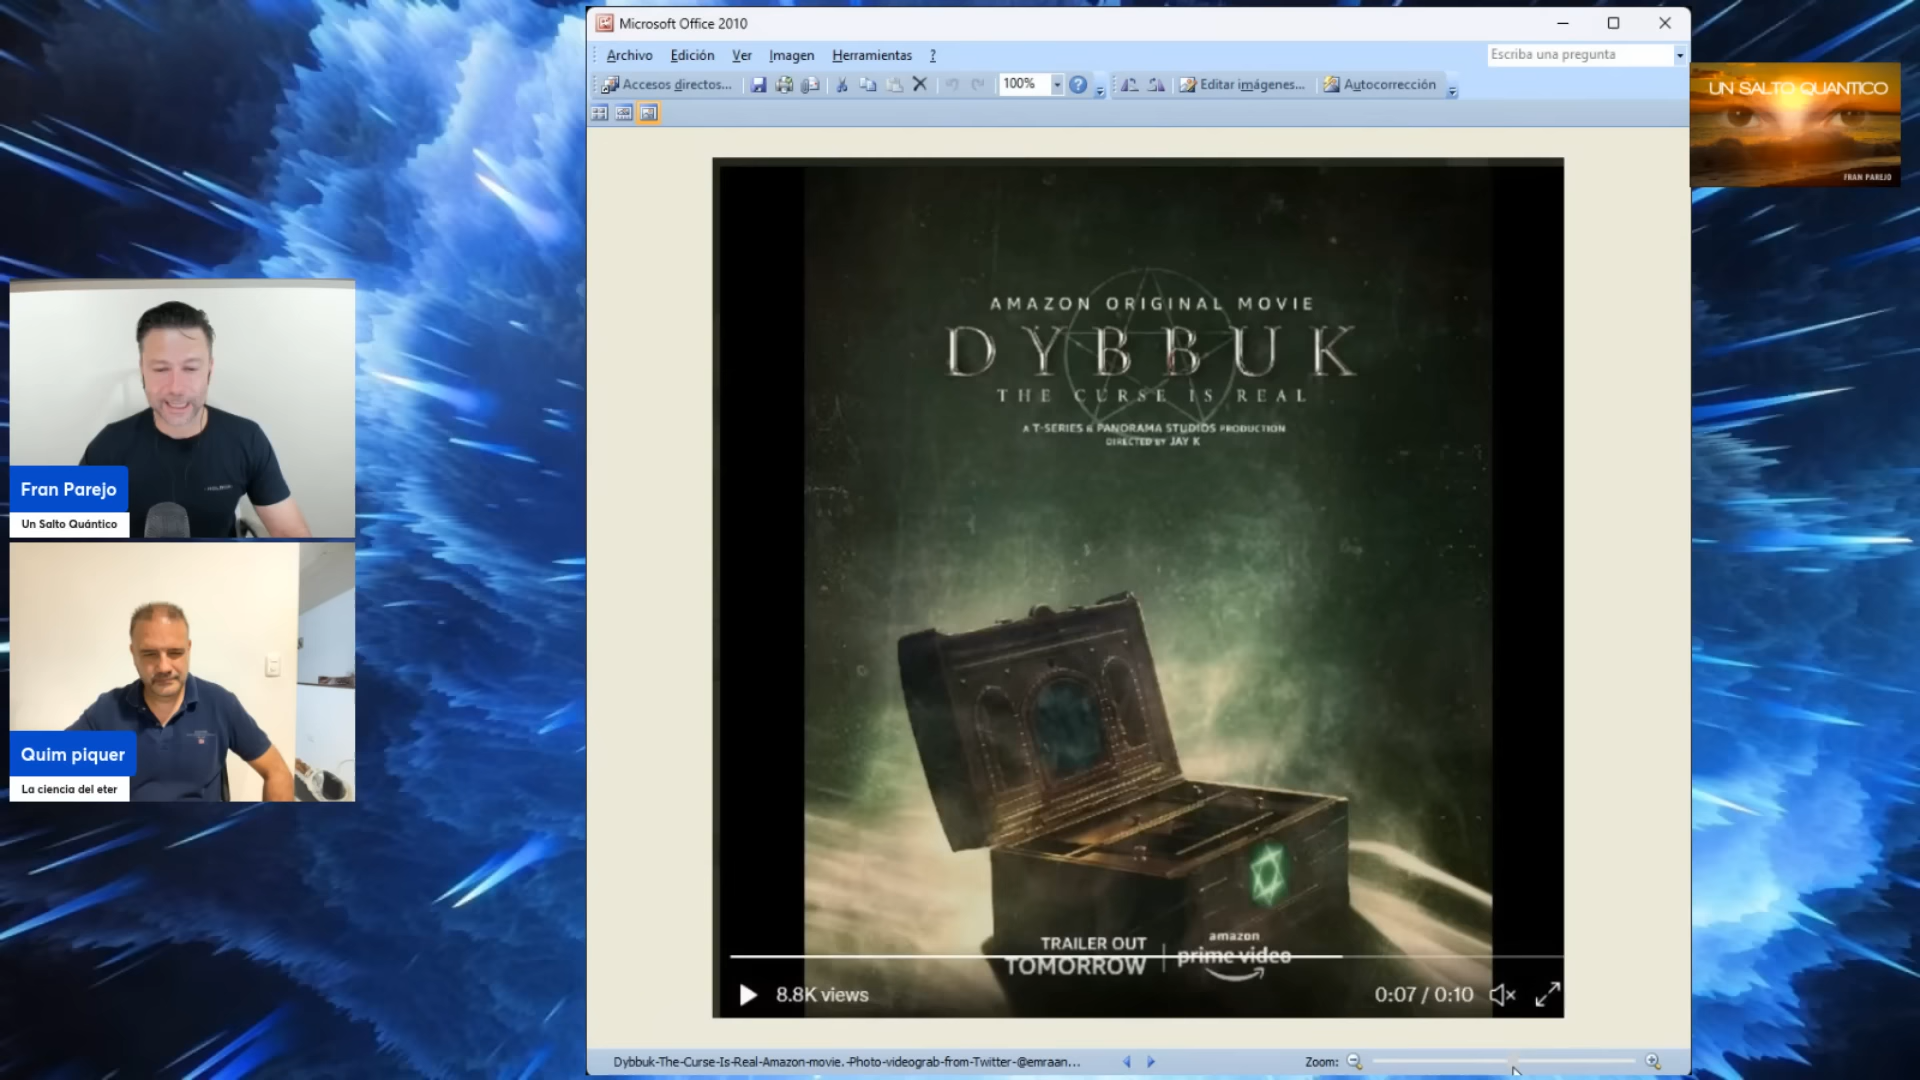 Microsoft Office 2010
Archivo Edición Ver Imagen Herramientas ?
Escriba una pregunta
Accesos directos...
100%
Editar imágenes...
Autocorrección
UN SALTO QUANTICO
FRAN PAREJO
AMAZON ORIGINAL MOVIE
DYBBUK
THE CURSE IS REAL
A T-SERIES & PANORAMA STUDIOS PRODUCTION
DIRECTED BY JAY K
Fran Parejo
Un Salto Quántico
Quim piquer
La ciencia del eter
TRAILER OUT
TOMORROW
amazon
prime video
8.8K views
0:07 / 0:10
Dybbuk-The-Curse-Is-Real-Amazon-movie.-Photo-videograb-from-Twitter-@emraan...
Zoom: